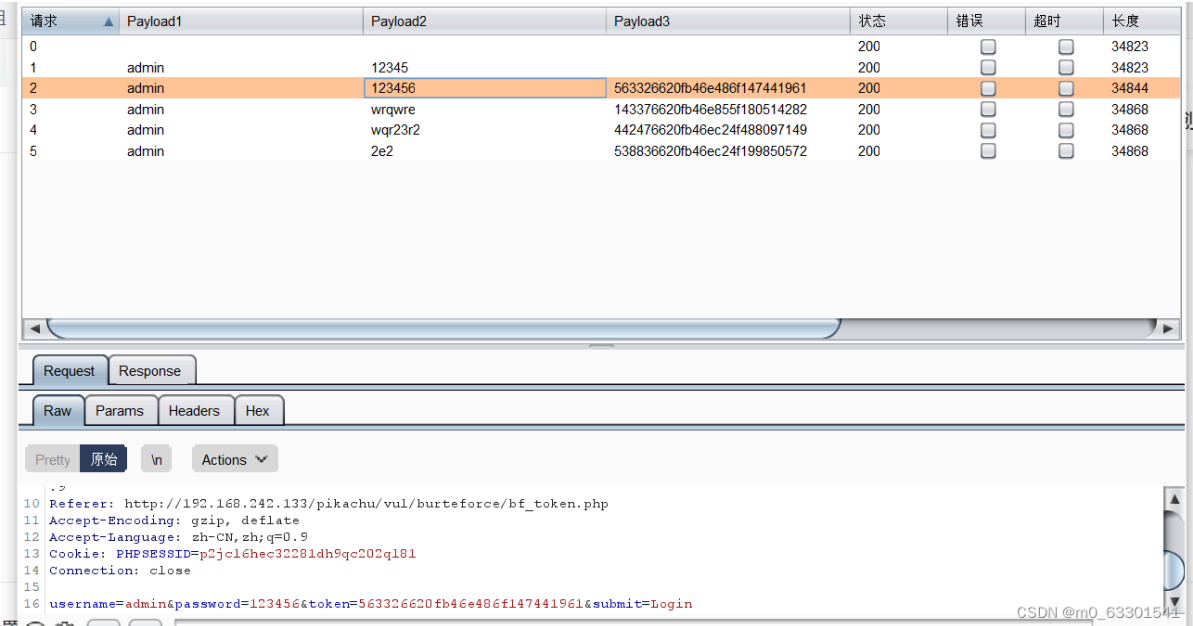 请求 Payload1 Payload2 Payload3 状态 错误 超时 长度
0 200 34823
1 admin 12345 200 34823
2 admin 123456 563326620fb46e486f147441961 200 34844
3 admin wrqwre 143376620fb46e855f180514282 200 34868
4 admin wqr23r2 442476620fb46ec24f488097149 200 34868
5 admin 2e2 538836620fb46ec24f199850572 200 34868
Request Response
Raw Params Headers Hex
Pretty 原始 \n Actions
.9
10 Referer: http://192.168.242.133/pikachu/vul/burteforce/bf_token.php
11 Accept-Encoding: gzip, deflate
12 Accept-Language: zh-CN,zh;q=0.9
13 Cookie: PHPSESSID=p2jcl6hec32281dh9qc202ql81
14 Connection: close
15
16 username=admin&password=123456&token=563326620fb46e486f147441961&submit=Login
CSDN @m0_63301541